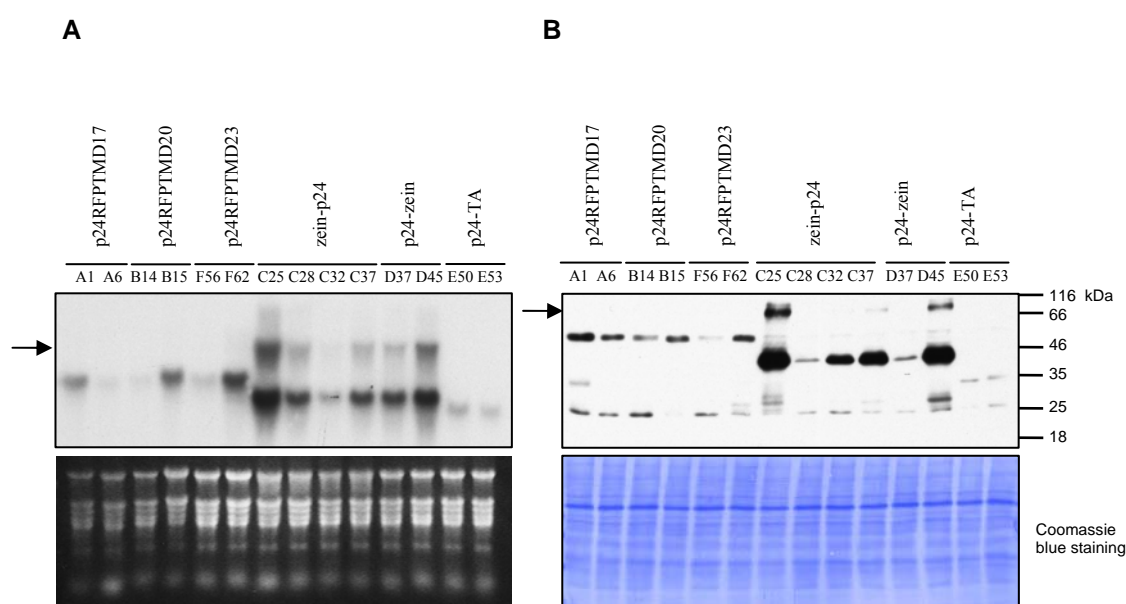 A
B
p24RFPTMD17
p24RFPTMD20
p24RFPTMD23
zein-p24
p24-zein
p24-TA
A1 A6 B14 B15 F56 F62 C25 C28 C32 C37 D37 D45 E50 E53
p24RFPTMD17
p24RFPTMD20
p24RFPTMD23
zein-p24
p24-zein
p24-TA
A1 A6 B14 B15 F56 F62 C25 C28 C32 C37 D37 D45 E50 E53
116 kDa
66
46
35
25
18
Coomassie
blue staining